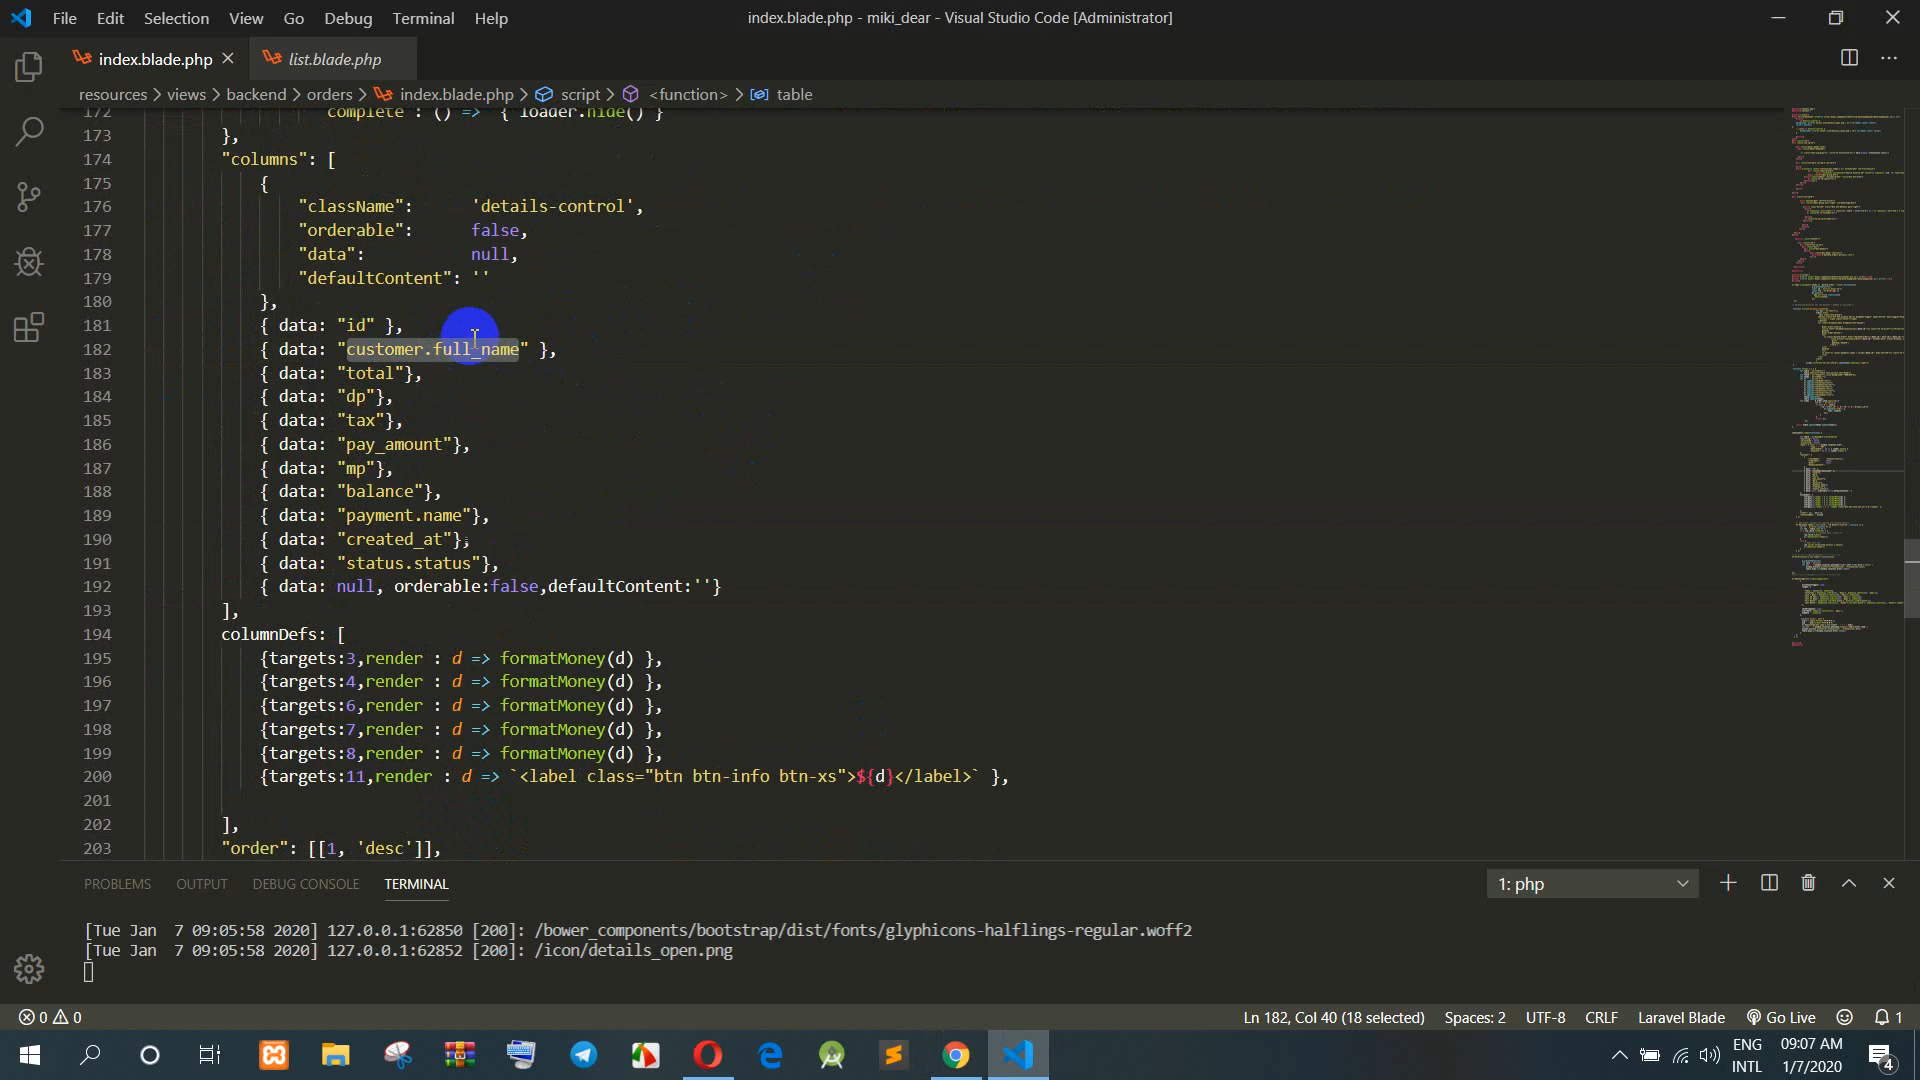 File Edit Selection View Go Debug Terminal Help
index.blade.php - miki_dear - Visual Studio Code [Administrator]
index.blade.php
list.blade.php
resources > views > backend > orders > index.blade.php > script > <function> > table
172 complete : () => { loader.hide() }
173 },
174 "columns": [
175 {
176 "className": 'details-control',
177 "orderable": false,
178 "data": null,
179 "defaultContent": ''
180 },
181 { data: "id" },
182 { data: "customer.full_name" },
183 { data: "total"},
184 { data: "dp"},
185 { data: "tax"},
186 { data: "pay_amount"},
187 { data: "mp"},
188 { data: "balance"},
189 { data: "payment.name"},
190 { data: "created_at"},
191 { data: "status.status"},
192 { data: null, orderable:false,defaultContent:''}
193 ],
194 columnDefs: [
195 {targets:3,render : d => formatMoney(d) },
196 {targets:4,render : d => formatMoney(d) },
197 {targets:6,render : d => formatMoney(d) },
198 {targets:7,render : d => formatMoney(d) },
199 {targets:8,render : d => formatMoney(d) },
200 {targets:11,render : d => `<label class="btn btn-info btn-xs">${d}</label>` },
201
202 ],
203 "order": [[1, 'desc']],
PROBLEMS OUTPUT DEBUG CONSOLE TERMINAL
1: php
[Tue Jan 7 09:05:58 2020] 127.0.0.1:62850 [200]: /bower_components/bootstrap/dist/fonts/glyphicons-halflings-regular.woff2
[Tue Jan 7 09:05:58 2020] 127.0.0.1:62852 [200]: /icon/details_open.png
0 0
Ln 182, Col 40 (18 selected) Spaces: 2 UTF-8 CRLF Laravel Blade Go Live 1
ENG
INTL
09:07 AM
1/7/2020
4